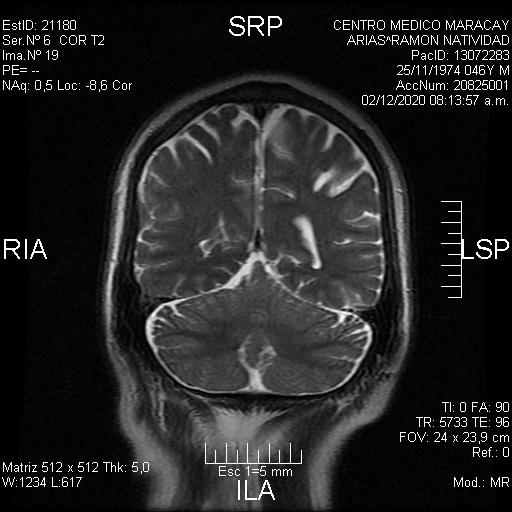 EstID: 21180
Ser.Nº 6 COR T2
Ima.Nº 19
PE= --
NAq: 0,5 Loc: -8,6 Cor
SRP
CENTRO MEDICO MARACAY
ARIAS^RAMON NATIVIDAD
PacID: 13072283
25/11/1974 046Y M
AccNum: 20825001
02/12/2020 08:13:57 a.m.
RIA
LSP
TI: 0 FA: 90
TR: 5733 TE: 96
FOV: 24 x 23,9 cm
Ref.: 0
Mod.: MR
Matriz 512 x 512 Thk: 5,0
W:1234 L:617
Esc 1=5 mm
ILA